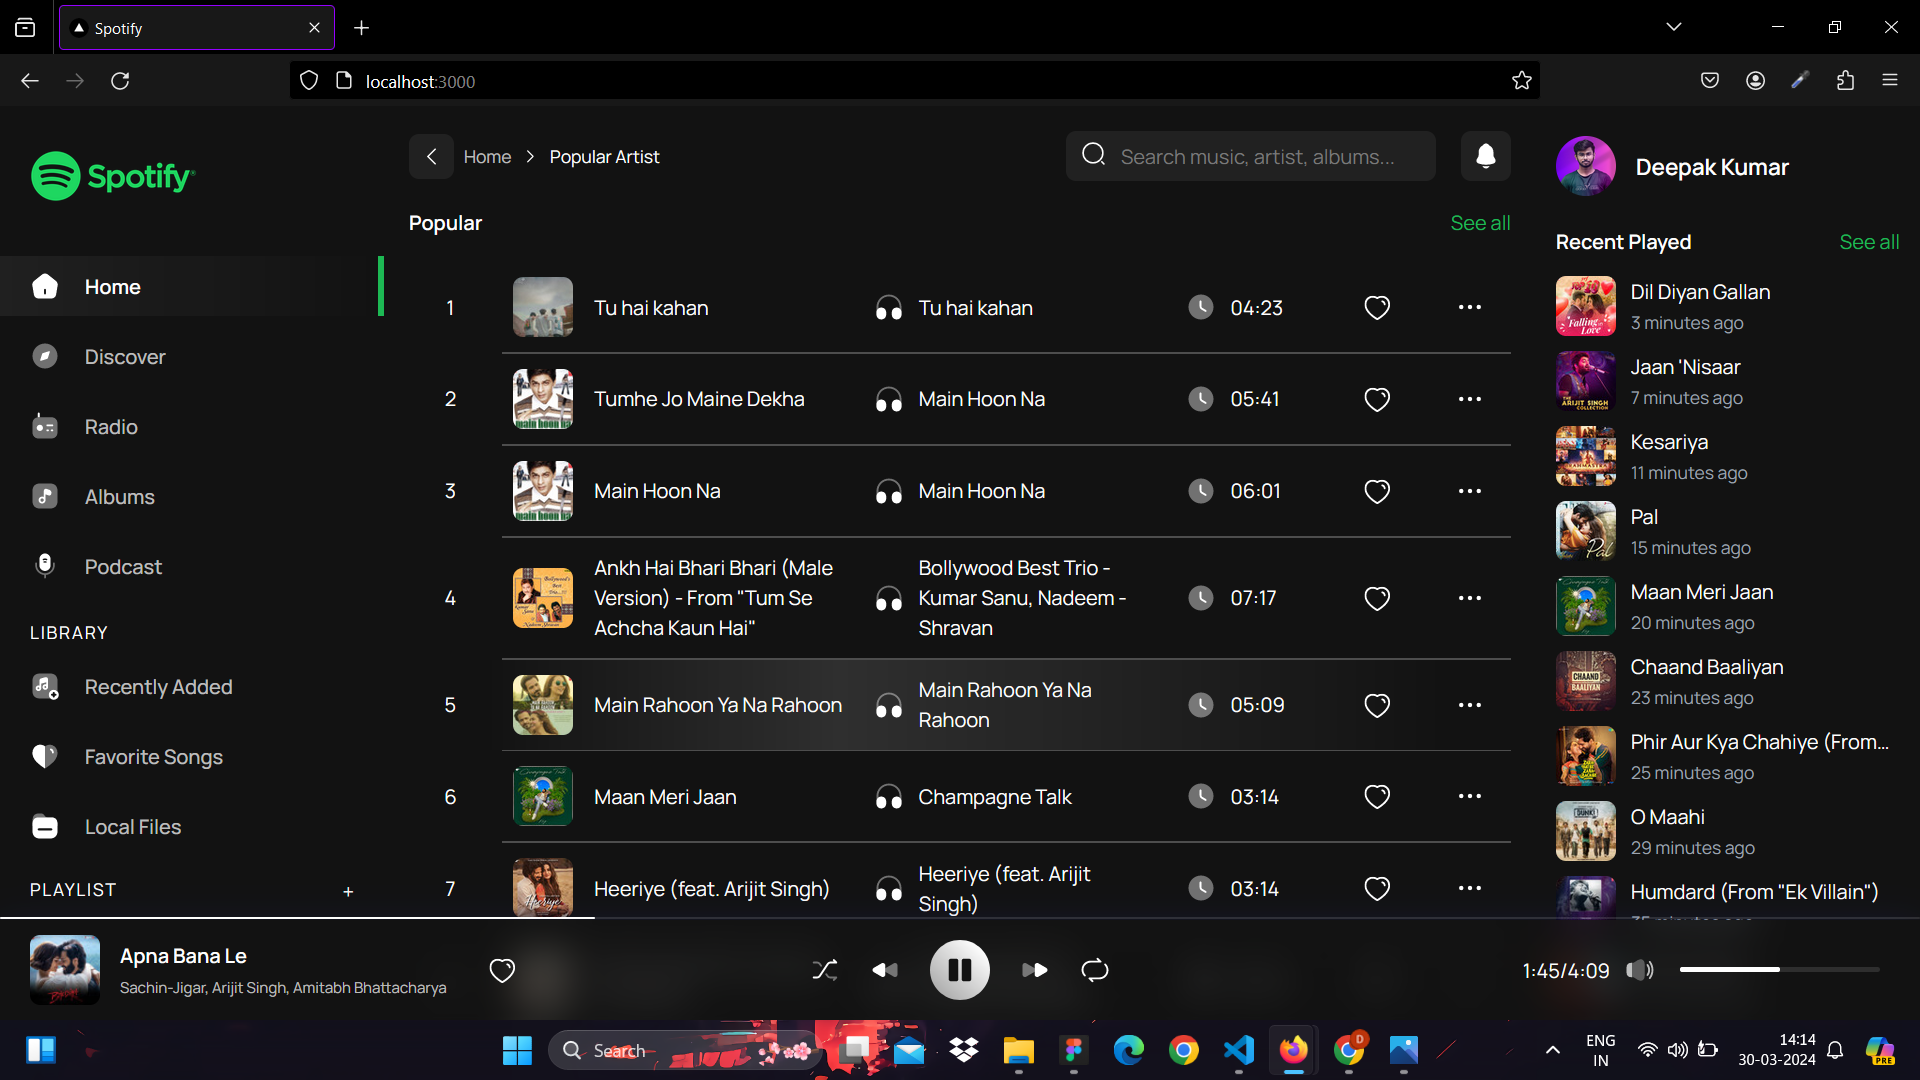 Spotify
localhost:3000
Spotify
Home
Discover
Radio
Albums
Podcast
LIBRARY
Recently Added
Favorite Songs
Local Files
PLAYLIST +
Home > Popular Artist
Search music, artist, albums...
Popular
See all
1 Tu hai kahan Tu hai kahan 04:23
2 Tumhe Jo Maine Dekha Main Hoon Na 05:41
3 Main Hoon Na Main Hoon Na 06:01
4
Ankh Hai Bhari Bhari (Male
Version) - From "Tum Se
Achcha Kaun Hai"
Bollywood Best Trio -
Kumar Sanu, Nadeem -
Shravan
07:17
5 Main Rahoon Ya Na Rahoon
Main Rahoon Ya Na
Rahoon
05:09
6 Maan Meri Jaan Champagne Talk 03:14
7 Heeriye (feat. Arijit Singh)
Heeriye (feat. Arijit
Singh)
03:14
Deepak Kumar
Recent Played
See all
Dil Diyan Gallan
3 minutes ago
Jaan 'Nisaar
7 minutes ago
Kesariya
11 minutes ago
Pal
15 minutes ago
Maan Meri Jaan
20 minutes ago
Chaand Baaliyan
23 minutes ago
Phir Aur Kya Chahiye (From...
25 minutes ago
O Maahi
29 minutes ago
Humdard (From "Ek Villain")
Apna Bana Le
Sachin-Jigar, Arijit Singh, Amitabh Bhattacharya
1:45/4:09
Search
D
ENG
IN
14:14
30-03-2024
PRE